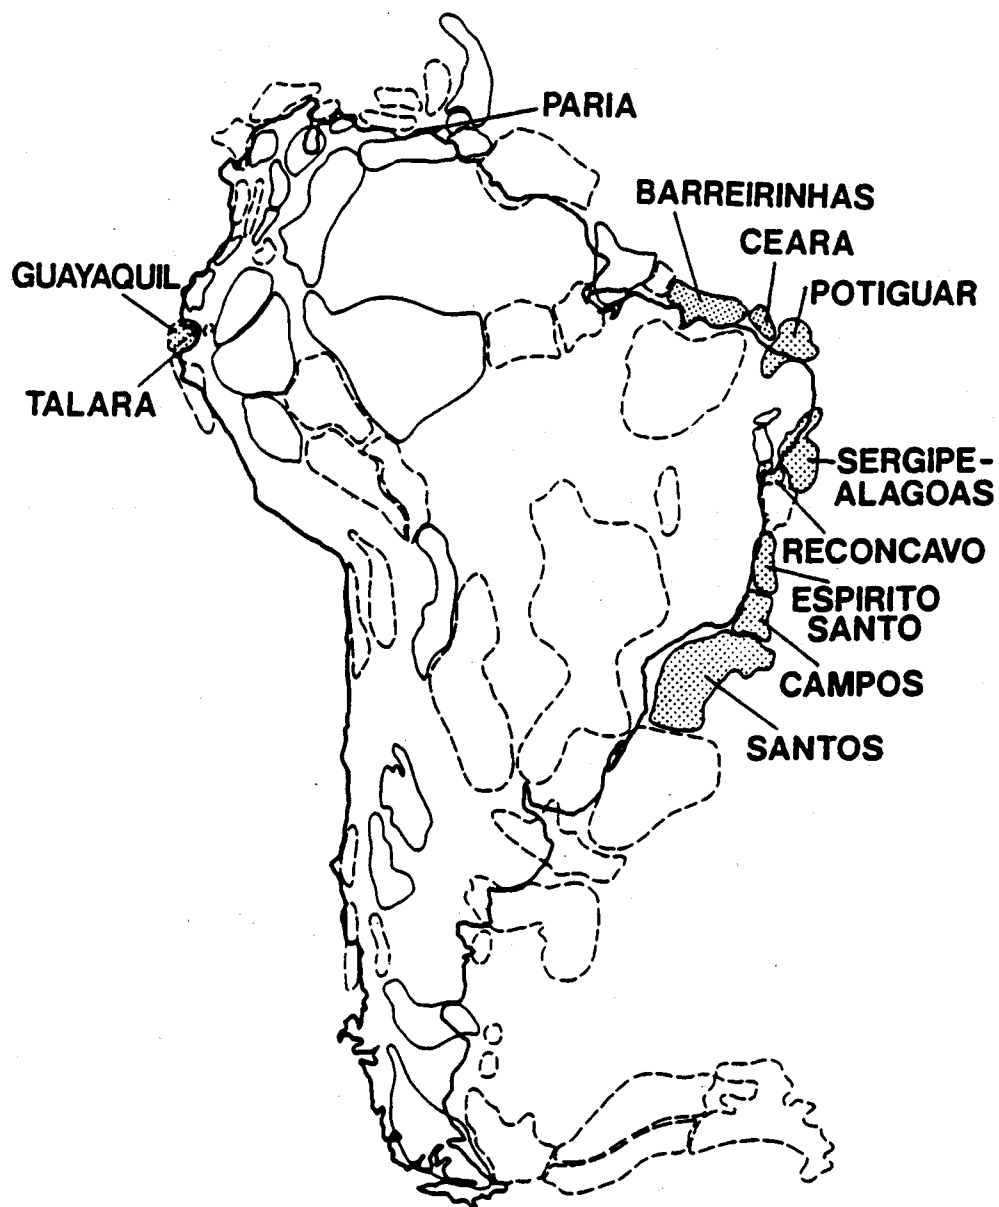 PARIA
BARREIRINHAS
CEARA
GUAYAQUIL
POTIGUAR
TALARA
SERGIPE-
ALAGOAS
RECONCAVO
ESPIRITO
SANTO
CAMPOS
SANTOS